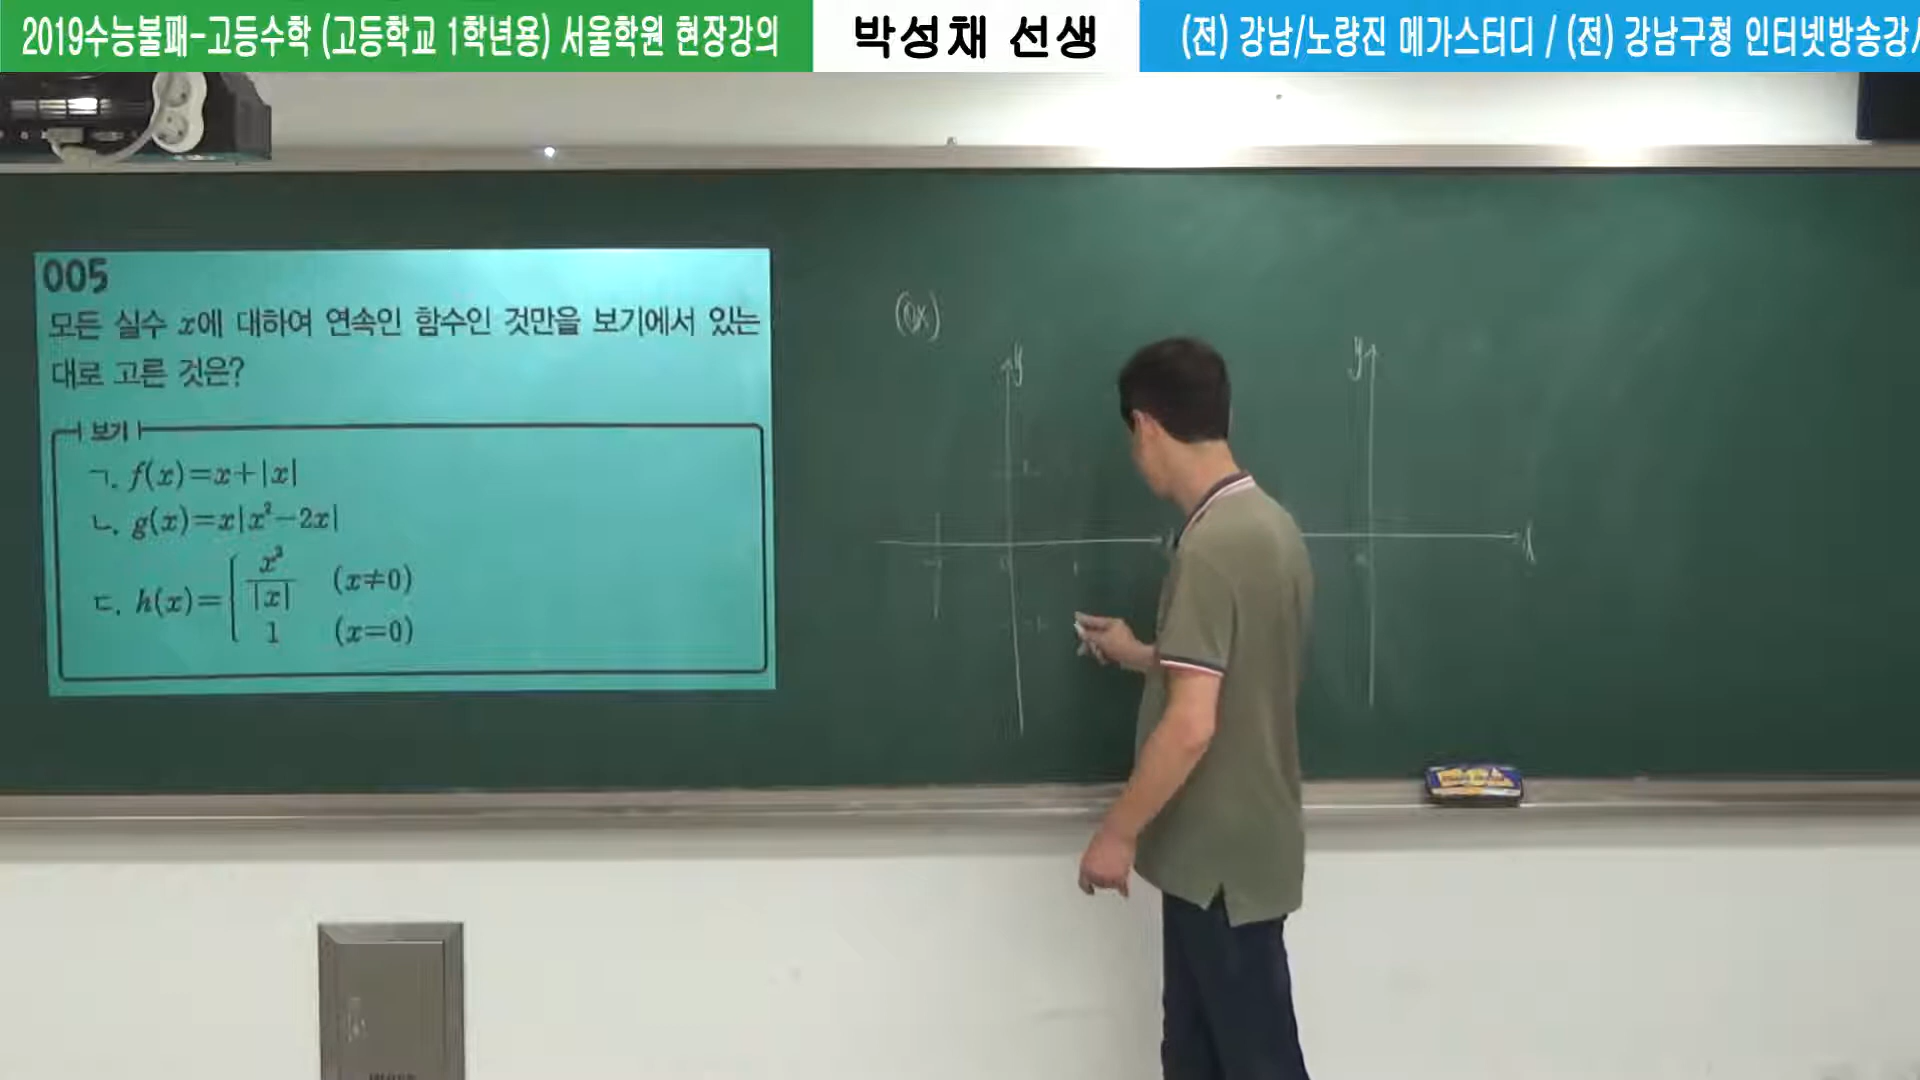 2019수능불패-고등수학 (고등학교 1학년용) 서울학원 현장강의
박성채 선생
(전) 강남/노량진 메가스터디 / (전) 강남구청 인터넷방송강사
005
모든 실수 x에 대하여 연속인 함수인 것만을 보기에서 있는
대로 고른 것은?
보기
ㄱ. f(x)=x+|x|
ㄴ. g(x)=x|x²-2x|
ㄷ. h(x)={ x³/|x| (x≠0)
1 (x=0)
y
y
x